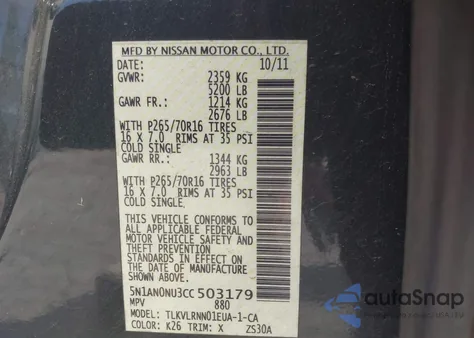 MFD BY NISSAN MOTOR CO., LTD.
DATE: 10/11
GVWR: 2359 KG
5200 LB
GAWR FR.: 1214 KG
2676 LB
WITH P265/70R16 TIRES
16 X 7.0 RIMS AT 35 PSI
COLD SINGLE
GAWR RR.: 1344 KG
2963 LB
WITH P265/70R16 TIRES
16 X 7.0 RIMS AT 35 PSI
COLD SINGLE
THIS VEHICLE CONFORMS TO
ALL APPLICABLE FEDERAL
MOTOR VEHICLE SAFETY AND
THEFT PREVENTION
STANDARDS IN EFFECT ON
THE DATE OF MANUFACTURE
SHOWN ABOVE.
5N1AN0NU3CC 503179
MPV 880
MODEL: TLKVLRNN01EUA-1-CA
COLOR: K26 TRIM: X ZS30A
autoSnap